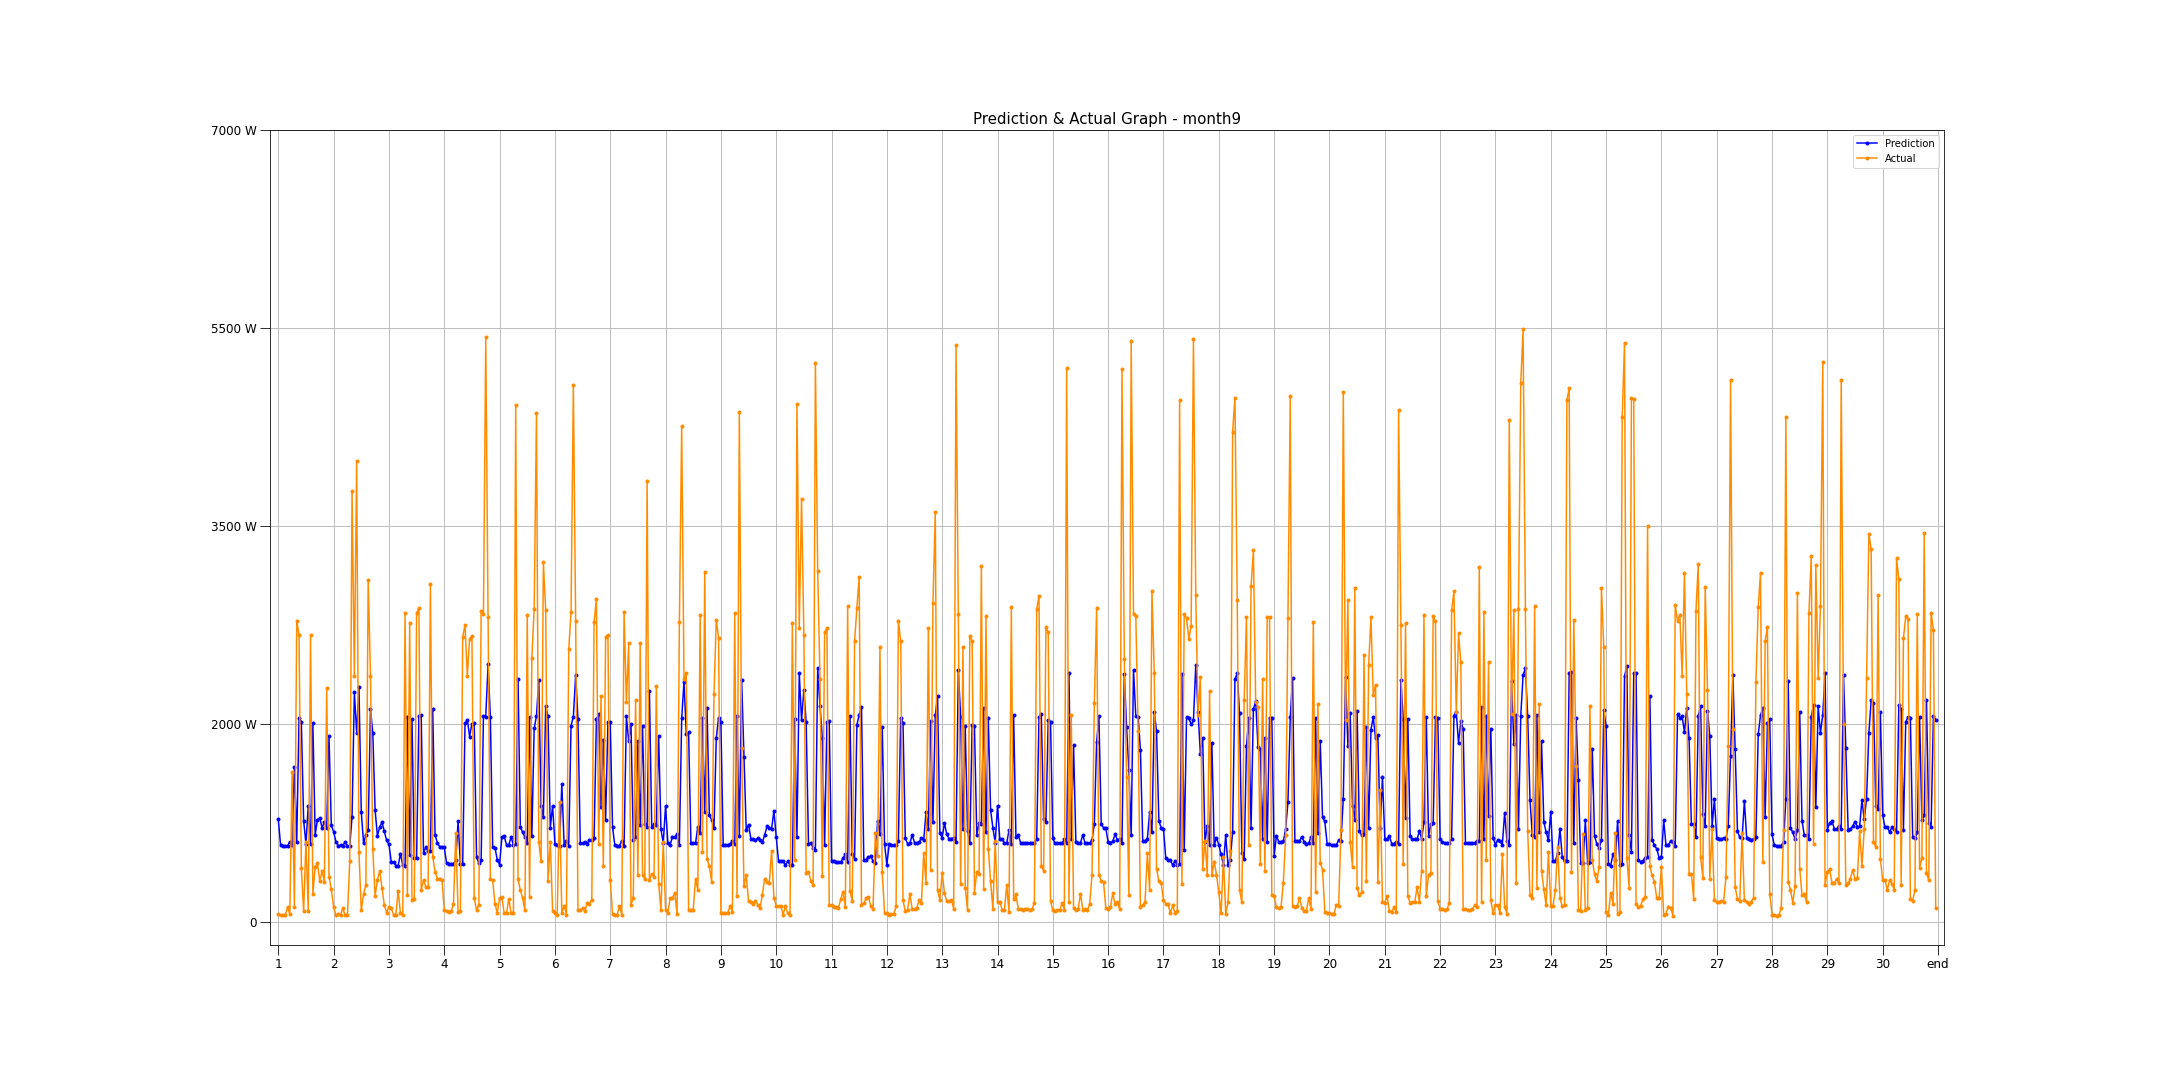 Prediction & Actual Graph - month9
7000 W
5500 W
3500 W
2000 W
0
Prediction
Actual
1 2 3 4 5 6 7 8 9 10 11 12 13 14 15 16 17 18 19 20 21 22 23 24 25 26 27 28 29 30 end